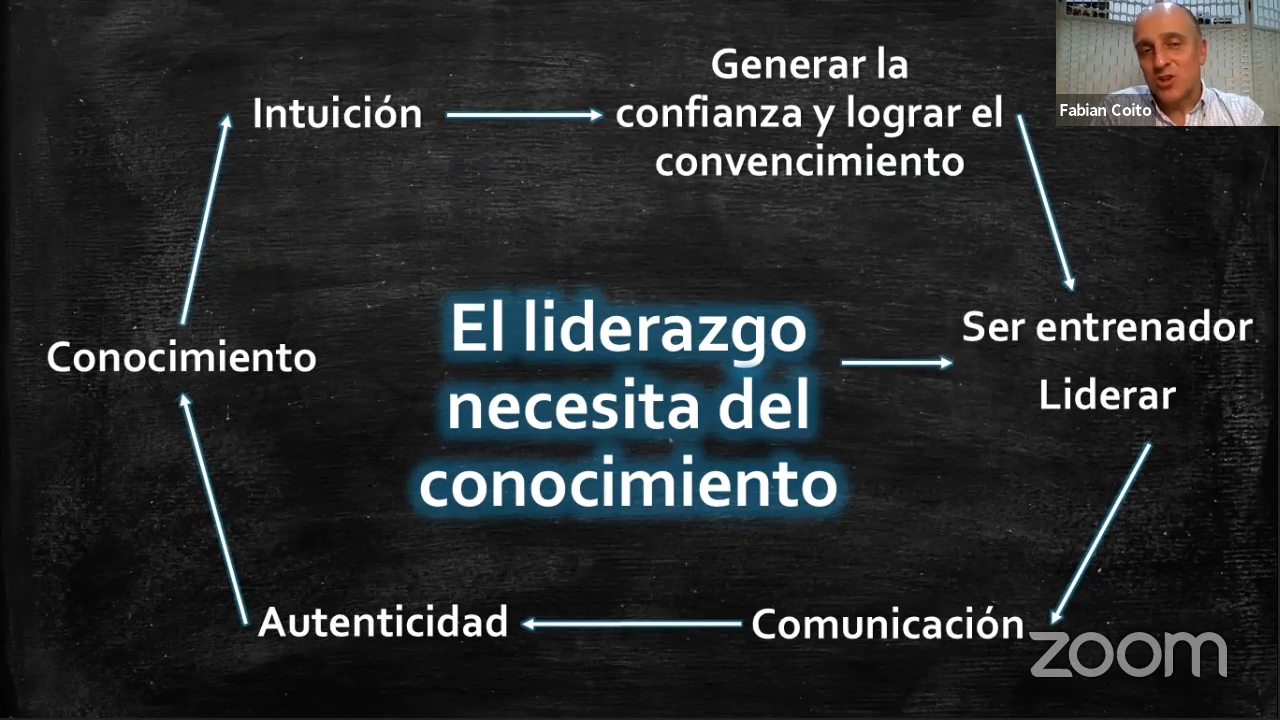 Generar la
Intuición
confianza y lograr el
convencimiento
Fabian Coito
El liderazgo
necesita del
conocimiento
Conocimiento
Ser entrenador
Liderar
Autenticidad
Comunicación
zoom